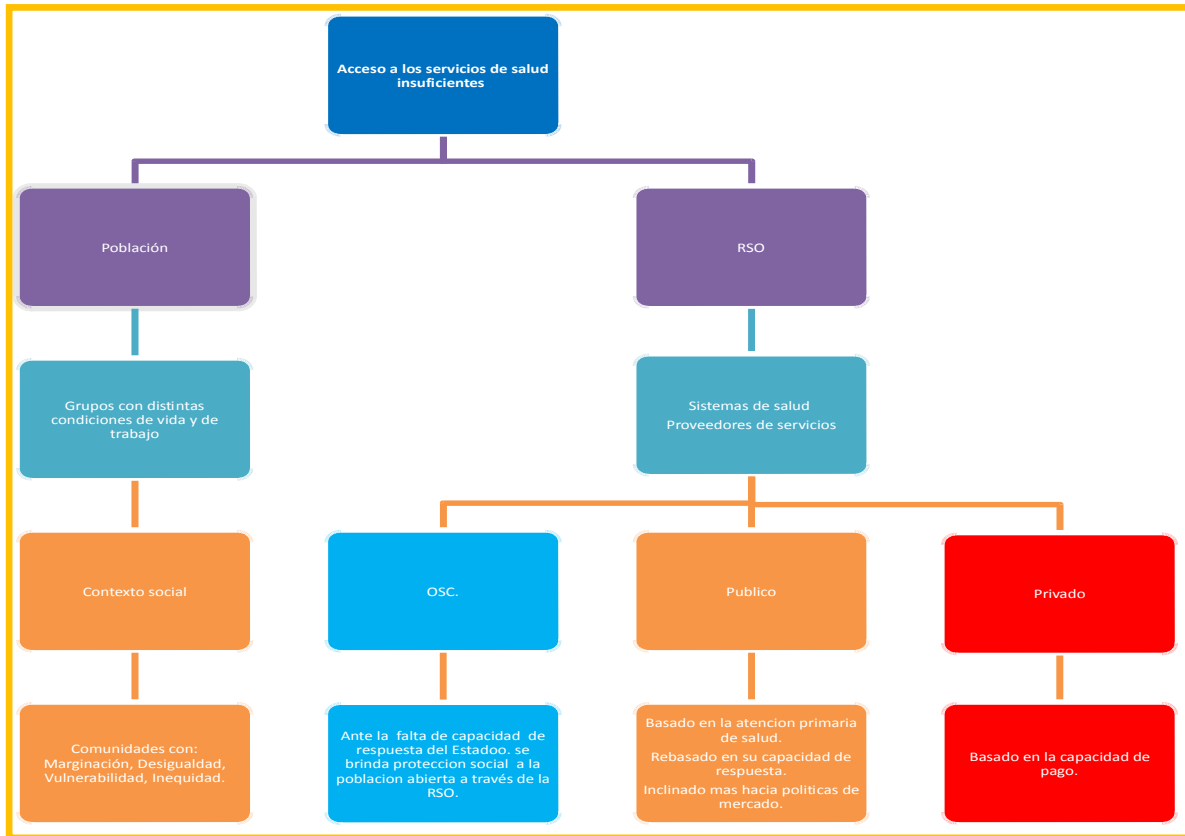 Acceso a los servicios de salud
insuficientes
Población
RSO
Grupos con distintas
condiciones de vida y de
trabajo
Sistemas de salud
Proveedores de servicios
Contexto social
OSC.
Publico
Privado
Comunidades con:
Marginación, Desigualdad,
Vulnerabilidad, Inequidad.
Ante la falta de capacidad de
respuesta del Estadoo. se
brinda proteccion social a la
poblacion abierta a través de la
RSO.
Basado en la atencion primaria
de salud.
Rebasado en su capacidad de
respuesta.
Inclinado mas hacia politicas de
mercado.
Basado en la capacidad de
pago.